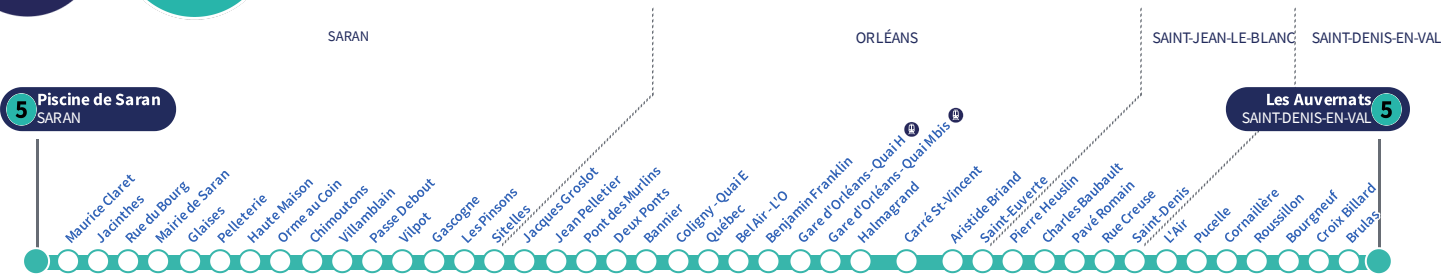 SARAN
ORLÉANS
SAINT-JEAN-LE-BLANC
SAINT-DENIS-EN-VAL
5
Piscine de Saran
SARAN
Les Auvernats
SAINT-DENIS-EN-VAL
5
Maurice Claret
Jacinthes
Rue du Bourg
Mairie de Saran
Glaises
Pelleterie
Haute Maison
Orme au Coin
Chimoutons
Villamblain
Passe Debout
Vilpot
Gascogne
Les Pinsons
Sitelles
Jacques Groslot
Jean Pelletier
Pont des Murlins
Deux Ponts
Bannier
Coligny - Quai E
Québec
Bel Air - L'O
Benjamin Franklin
Gare d'Orléans - Quai H
Gare d'Orléans - Quai M bis
Halmagrand
Carré St-Vincent
Aristide Briand
Saint-Euverte
Pierre Heuslin
Charles Baubault
Pavé Romain
Rue Creuse
Saint-Denis
L'Air
Pucelle
Cornaillère
Roussillon
Bourgneuf
Croix Billard
Brulas